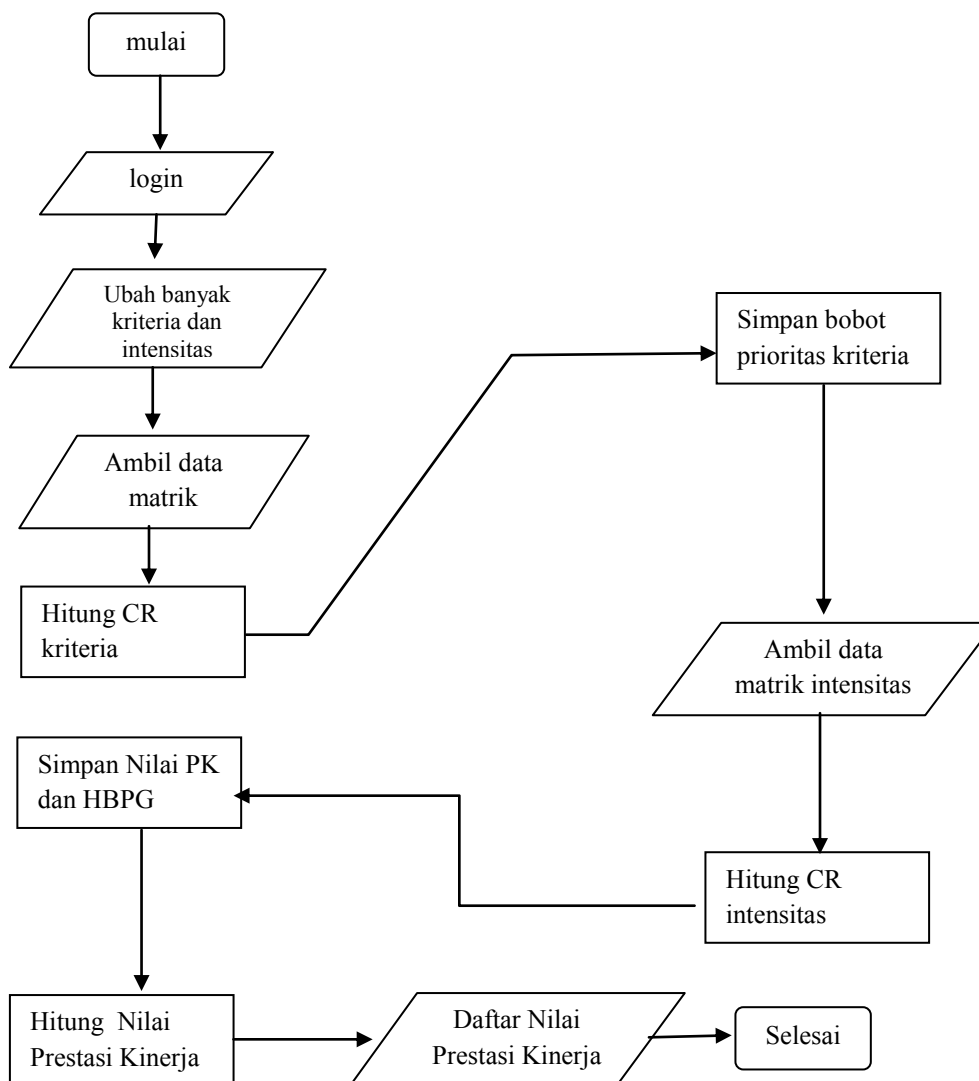 mulai
login
Ubah banyak
kriteria dan
intensitas
Ambil data
matrik
Hitung CR
kriteria
Simpan bobot
prioritas kriteria
Ambil data
matrik intensitas
Hitung CR
intensitas
Simpan Nilai PK
dan HBPG
Hitung Nilai
Prestasi Kinerja
Daftar Nilai
Prestasi Kinerja
Selesai